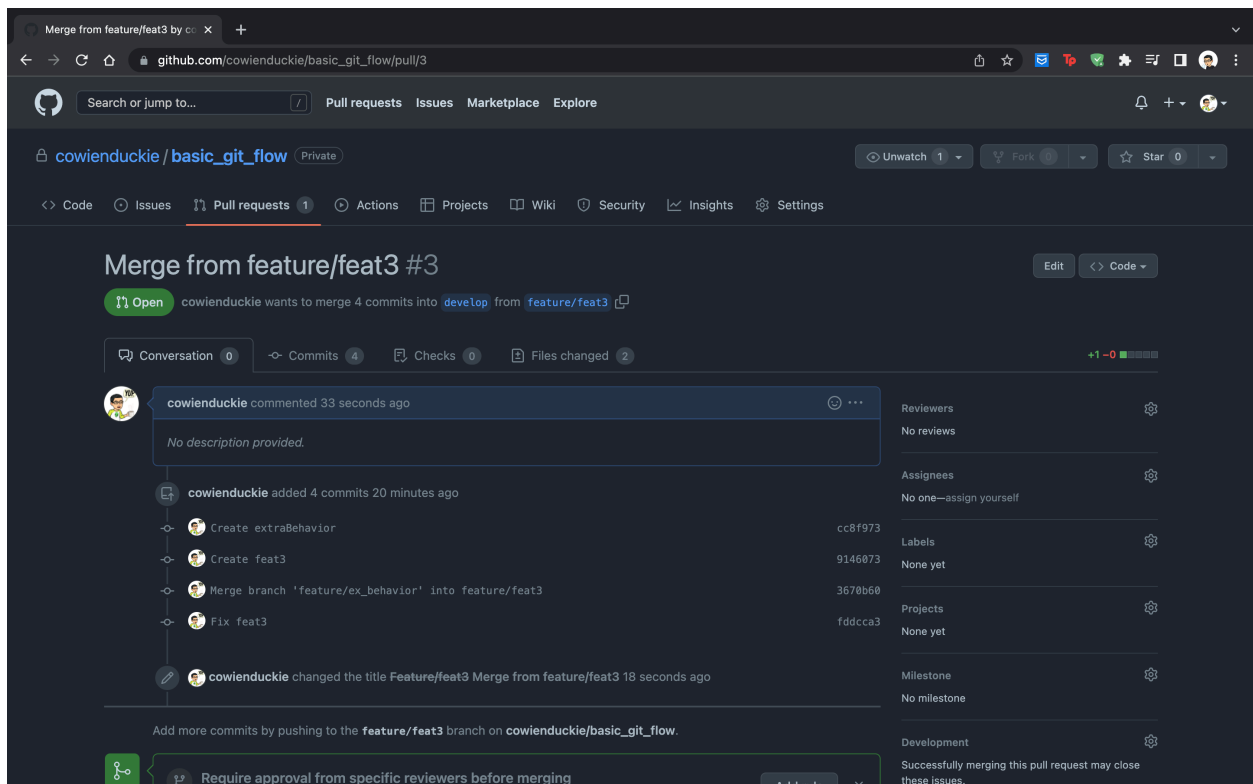 Merge from feature/feat3 by co
github.com/cowienduckie/basic_git_flow/pull/3
Search or jump to... / Pull requests Issues Marketplace Explore
cowienduckie / basic_git_flow Private
Unwatch 1 Fork 0 Star 0
Code Issues Pull requests 1 Actions Projects Wiki Security Insights Settings
Merge from feature/feat3 #3
Edit <> Code
Open cowienduckie wants to merge 4 commits into develop from feature/feat3
Conversation 0 Commits 4 Checks 0 Files changed 2 +1 −0
cowienduckie commented 33 seconds ago
No description provided.
cowienduckie added 4 commits 20 minutes ago
Create extraBehavior cc8f973
Create feat3 9146073
Merge branch 'feature/ex_behavior' into feature/feat3 3670b60
Fix feat3 fddcca3
cowienduckie changed the title Feature/feat3 Merge from feature/feat3 18 seconds ago
Add more commits by pushing to the feature/feat3 branch on cowienduckie/basic_git_flow.
Require approval from specific reviewers before merging
Reviewers
No reviews
Assignees
No one—assign yourself
Labels
None yet
Projects
None yet
Milestone
No milestone
Development
Successfully merging this pull request may close
these issues.